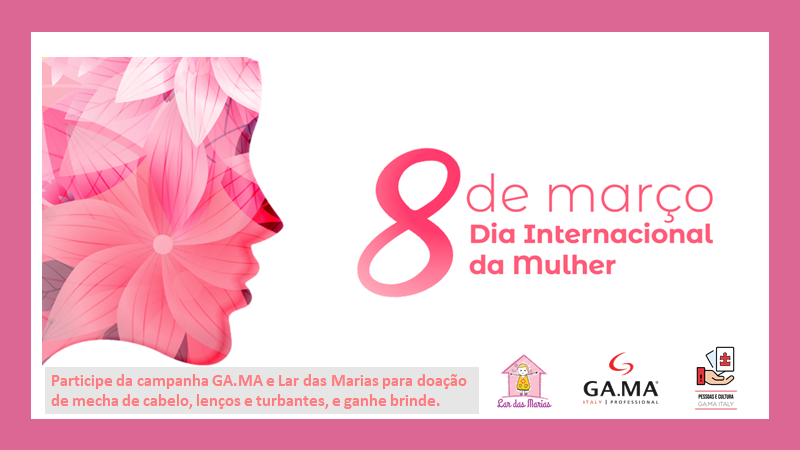 8 de março
Dia Internacional
da Mulher
Participe da campanha GA.MA e Lar das Marias para doação
de mecha de cabelo, lenços e turbantes, e ganhe brinde.
Lar das Marias
GA.MA®
ITALY | PROFESSIONAL
PESSOAS E CULTURA
GA.MA ITALY